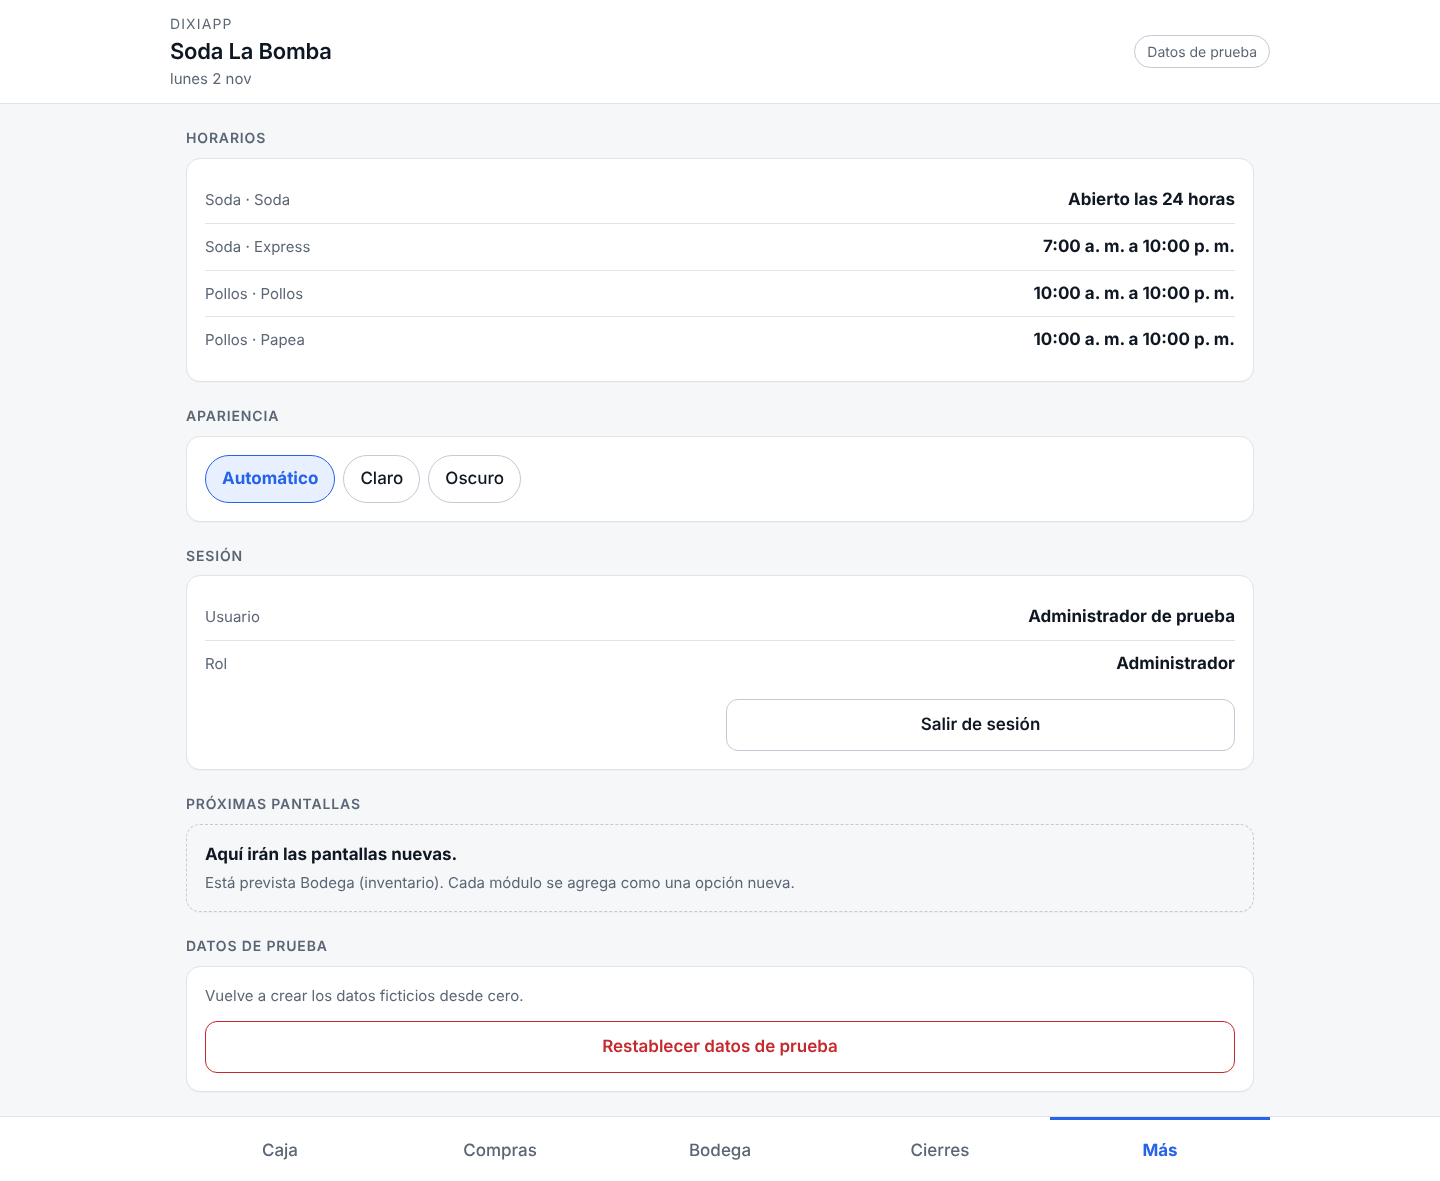 DIXIAPP
Soda La Bomba
lunes 2 nov
Datos de prueba
HORARIOS
Soda · Soda
Abierto las 24 horas
Soda · Express
7:00 a. m. a 10:00 p. m.
Pollos · Pollos
10:00 a. m. a 10:00 p. m.
Pollos · Papea
10:00 a. m. a 10:00 p. m.
APARIENCIA
Automático
Claro
Oscuro
SESIÓN
Usuario
Administrador de prueba
Rol
Administrador
Salir de sesión
PRÓXIMAS PANTALLAS
Aquí irán las pantallas nuevas.
Está prevista Bodega (inventario). Cada módulo se agrega como una opción nueva.
DATOS DE PRUEBA
Vuelve a crear los datos ficticios desde cero.
Restablecer datos de prueba
Caja
Compras
Bodega
Cierres
Más